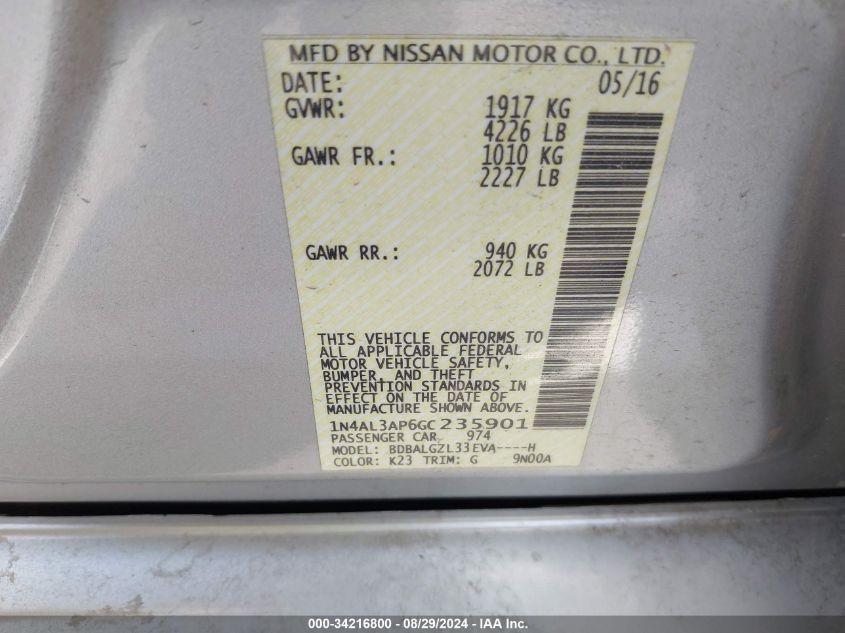 MFD BY NISSAN MOTOR CO., LTD.
DATE: 05/16
GVWR: 1917 KG
4226 LB
GAWR FR.: 1010 KG
2227 LB
GAWR RR.: 940 KG
2072 LB
THIS VEHICLE CONFORMS TO
ALL APPLICABLE FEDERAL
MOTOR VEHICLE SAFETY,
BUMPER, AND THEFT
PREVENTION STANDARDS IN
EFFECT ON THE DATE OF
MANUFACTURE SHOWN ABOVE.
1N4AL3AP6GC235901
PASSENGER CAR 974
MODEL: BDBALGZL33EVA----H
COLOR: K23 TRIM: G 9N00A
000-34216800 - 08/29/2024 - IAA Inc.